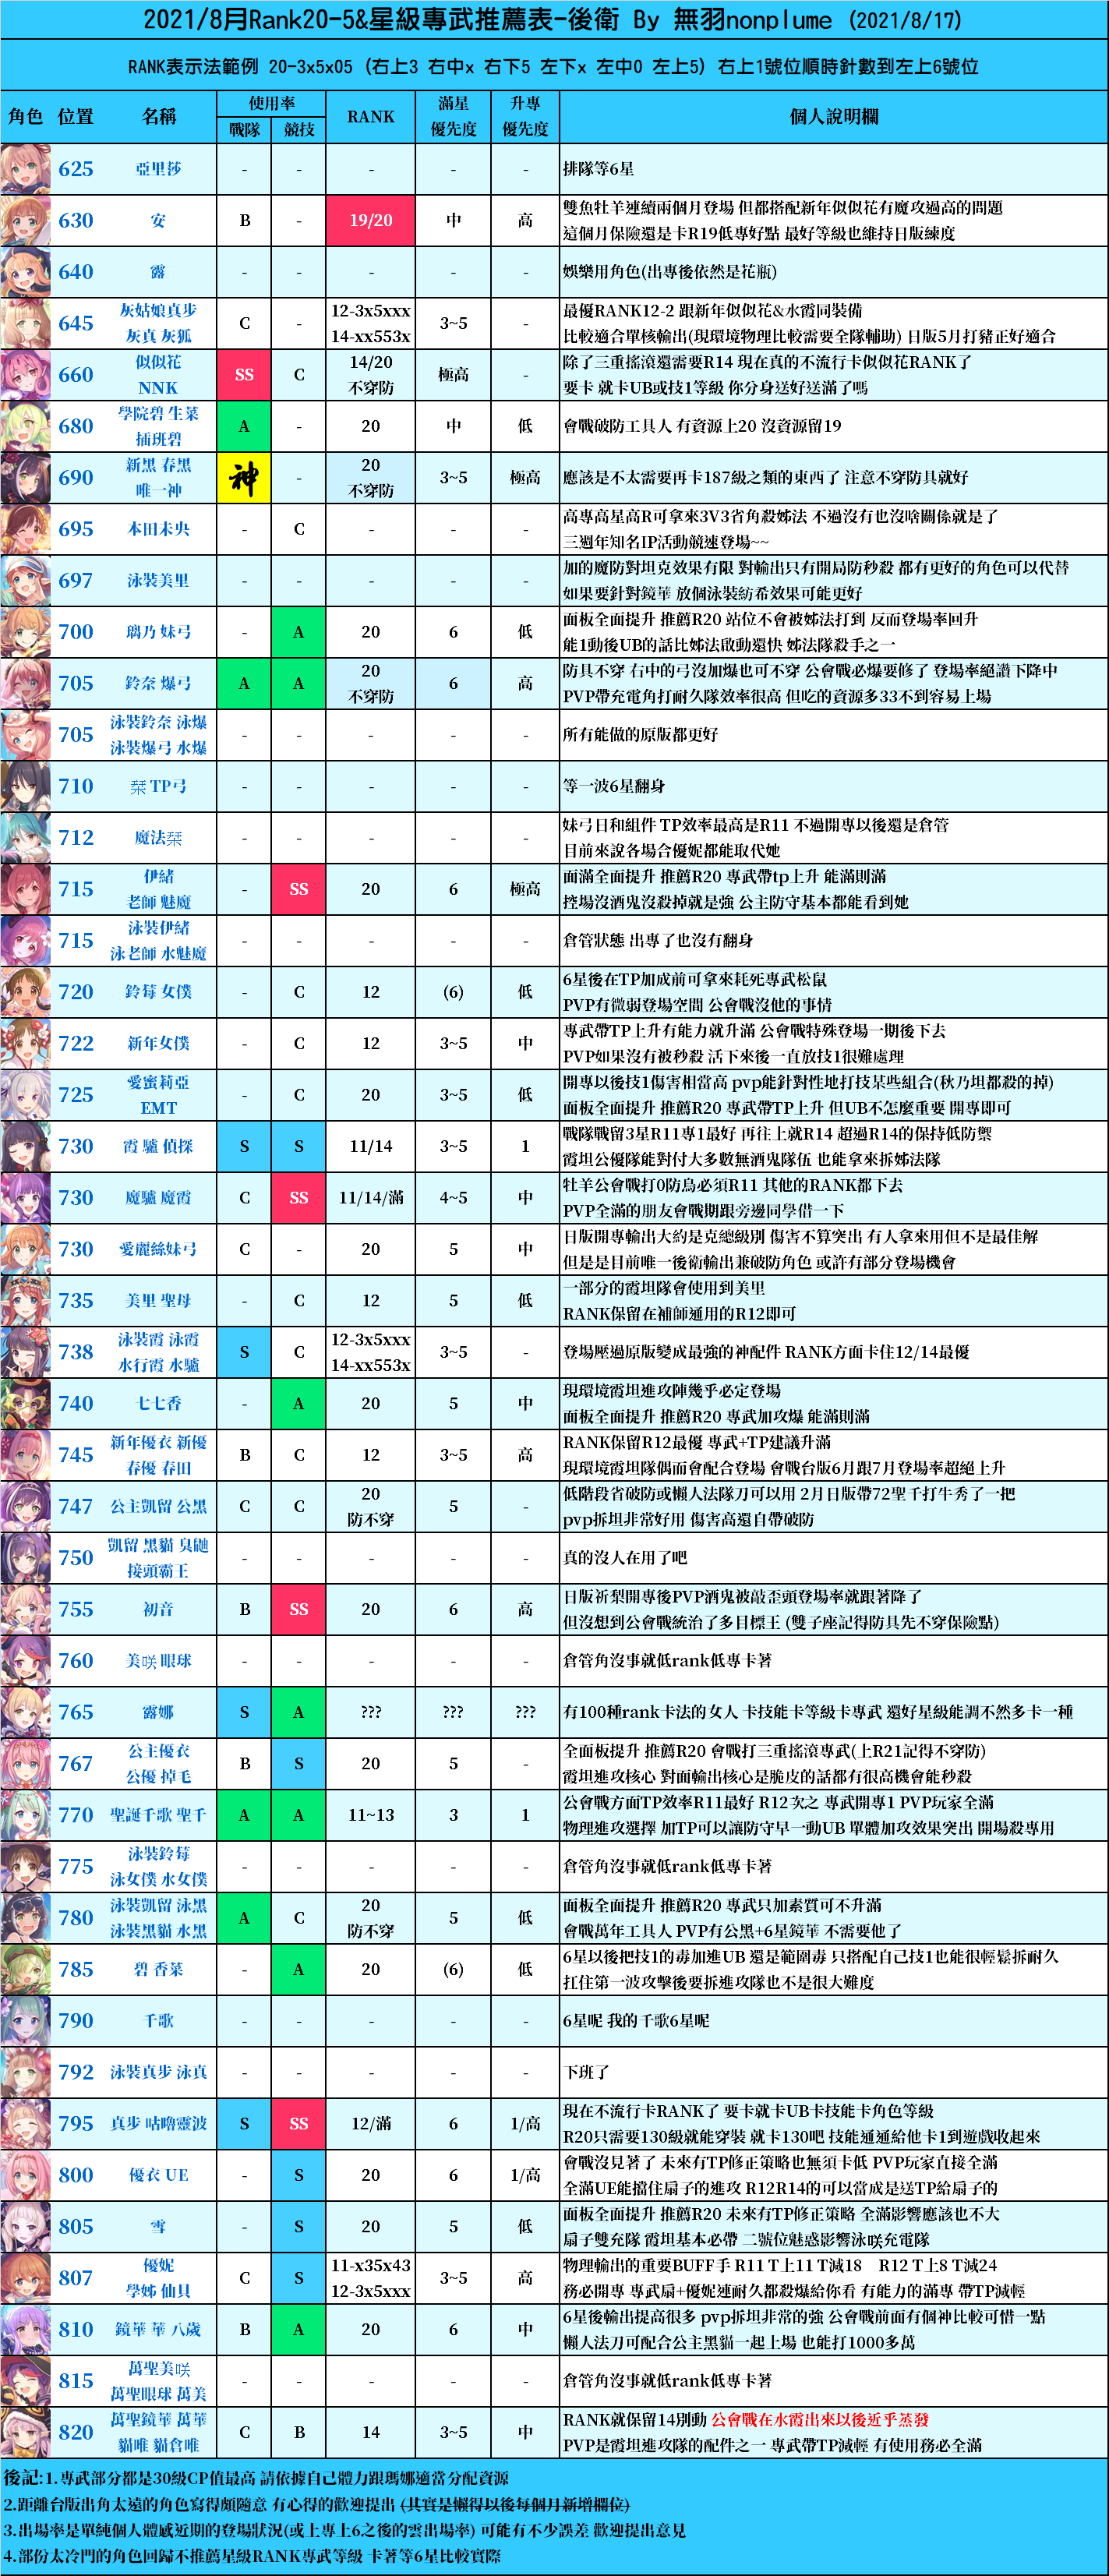 2021/8月Rank20-5&星級專武推薦表-後衛 By 無羽nonplume (2021/8/17)
RANK表示法範例 20-3x5x05 (右上3 右中x 右下5 左下x 左中0 左上5) 右上1號位順時針數到左上6號位
角色 位置 名稱 使用率 戰隊 競技 RANK 滿星 優先度 升專 優先度 個人說明欄
625 亞里莎 - - - - - 排隊等6星
630 安 B - 19/20 中 高 雙魚牡羊連續兩個月登場 但都搭配新年似似花有魔攻過高的問題
這個月保險還是卡R19低專好點 最好等級也維持日版練度
640 露 - - - - - 娛樂用角色(出專後依然是花瓶)
645 灰姑娘真步 灰真 灰狐 C - 12-3x5xxx 14-xx553x 3~5 - 最優RANK12-2 跟新年似似花&水霞同裝備
比較適合單核輸出(現環境物理比較需要全隊輔助) 日版5月打豬正好適合
660 似似花 NNK SS C 14/20 不穿防 極高 - 除了三重搖滾還需要R14 現在真的不流行卡似似花RANK了
要卡 就卡UB或技1等級 你分身送好送滿了嗎
680 學院碧 生菜 插班碧 A - 20 中 低 會戰破防工具人 有資源上20 沒資源留19
690 新黑 春黑 唯一神 神 - 20 不穿防 3~5 極高 應該是不太需要再卡187級之類的東西了 注意不穿防具就好
695 本田未央 - C - - - 高專高星高R可拿來3V3省角殺姊法 不過沒有也沒啥關係就是了
三週年知名IP活動競速登場~~
697 泳裝美里 - - - - - 加的魔防對坦克效果有限 對輸出只有開局防秒殺 都有更好的角色可以代替
如果要針對鏡華 放個泳裝紡希效果可能更好
700 璃乃 妹弓 - A 20 6 低 面板全面提升 推薦R20 站位不會被姊法打到 反而登場率回升
能1動後UB的話比姊法啟動還快 姊法隊殺手之一
705 鈴奈 爆弓 A A 20 不穿防 6 高 防具不穿 右中的弓沒加爆也可不穿 公會戰必爆要修了 登場率絕讚下降中
PVP帶充電角打耐久隊效率很高 但吃的資源多33不到容易上場
705 泳裝鈴奈 泳爆 泳裝爆弓 水爆 - - - - - 所有能做的原版都更好
710 栞 TP弓 - - - - - 等一波6星翻身
712 魔法栞 - - - - - 妹弓日和組件 TP效率最高是R11 不過開專以後還是倉管
目前來說各場合優妮都能取代她
715 伊緒 老師 魅魔 - SS 20 6 極高 面滿全面提升 推薦R20 專武帶tp上升 能滿則滿
控場沒酒鬼沒殺掉就是強 公主防守基本都能看到她
715 泳裝伊緒 泳老師 水魅魔 - - - - - 倉管狀態 出專了也沒有翻身
720 鈴莓 女僕 - C 12 (6) 低 6星後在TP加成前可拿來耗死專武松鼠
PVP有微弱登場空間 公會戰沒他的事情
722 新年女僕 - C 12 3~5 中 專武帶TP上升有能力就升滿 公會戰特殊登場一期後下去
PVP如果沒有被秒殺 活下來後一直放技1很難處理
725 愛蜜莉亞 EMT - C 20 3~5 低 開專以後技1傷害相當高 pvp能針對性地打技某些組合(秋乃坦都殺的掉)
面板全面提升 推薦R20 專武帶TP上升 但UB不怎麼重要 開專即可
730 霞 驢 偵探 S S 11/14 3~5 1 戰隊戰留3星R11專1最好 再往上就R14 超過R14的保持低防禦
霞坦公優隊能對付大多數無酒鬼隊伍 也能拿來拆姊法隊
730 魔驢 魔霞 C SS 11/14/滿 4~5 中 牡羊公會戰打0防鳥必須R11 其他的RANK都下去
PVP全滿的朋友會戰期跟旁邊同學借一下
730 愛麗絲妹弓 C - 20 5 中 日版開專輸出大約是克總級別 傷害不算突出 有人拿來用但不是最佳解
但是是目前唯一後衛輸出兼破防角色 或許有部分登場機會
735 美里 聖母 - C 12 5 低 一部分的霞坦隊會使用到美里
RANK保留在補師通用的R12即可
738 泳裝霞 泳霞 水行霞 水驢 S C 12-3x5xxx 14-xx553x 3~5 - 登場壓過原版變成最強的神配件 RANK方面卡住12/14最優
740 七七香 - A 20 5 中 現環境霞坦進攻陣幾乎必定登場
面板全面提升 推薦R20 專武加攻爆 能滿則滿
745 新年優衣 新優 春優 春田 B C 12 3~5 高 RANK保留R12最優 專武+TP建議升滿
現環境霞坦隊偶而會配合登場 會戰台版6月跟7月登場率超絕上升
747 公主凱留 公黑 C C 20 防不穿 5 - 低階段省破防或懶人法隊刀可以用 2月日版帶72聖千打牛秀了一把
pvp拆坦非常好用 傷害高還自帶破防
750 凱留 黑貓 臭鼬 接頭霸王 - - - - - 真的沒人在用了吧
755 初音 B SS 20 6 高 日版祈梨開專後PVP酒鬼被敲歪頭登場率就跟著降了
但沒想到公會戰統治了多目標王 (雙子座記得防具先不穿保險點)
760 美咲 眼球 - - - - - 倉管角沒事就低rank低專卡著
765 露娜 S A ??? ??? ??? 有100種rank卡法的女人 卡技能卡等級卡專武 還好星級能調不然多卡一種
767 公主優衣 公優 掉毛 B S 20 5 - 全面板提升 推薦R20 會戰打三重搖滾專武(上R21記得不穿防)
霞坦進攻核心 對面輸出核心是脆皮的話都有很高機會能秒殺
770 聖誕千歌 聖千 A A 11~13 3 1 公會戰方面TP效率R11最好 R12次之 專武開專1 PVP玩家全滿
物理進攻選擇 加TP可以讓防守早一動UB 單體加攻效果突出 開場殺專用
775 泳裝鈴莓 泳女僕 水女僕 - - - - - 倉管角沒事就低rank低專卡著
780 泳裝凱留 泳黑 泳裝黑貓 水黑 A C 20 防不穿 5 低 面板全面提升 推薦R20 專武只加素質可不升滿
會戰萬年工具人 PVP有公黑+6星鏡華 不需要他了
785 碧 香菜 - A 20 (6) 低 6星以後把技1的毒加進UB 還是範圍毒 只搭配自己技1也能很輕鬆拆耐久
扛住第一波攻擊後要拆進攻隊也不是很大難度
790 千歌 - - - - - 6星呢 我的千歌6星呢
792 泳裝真步 泳真 - - - - - 下班了
795 真步 咕嚕靈波 S SS 12/滿 6 1/高 現在不流行卡RANK了 要卡就卡UB卡技能卡角色等級
R20只需要130級就能穿裝 就卡130吧 技能通通給他卡1到遊戲收起來
800 優衣 UE - S 20 6 1/高 會戰沒見著了 未來有TP修正策略也無須卡低 PVP玩家直接全滿
全滿UE能擋住扇子的進攻 R12R14的可以當成是送TP給扇子的
805 雪 - S 20 5 低 面板全面提升 推薦R20 未來有TP修正策略 全滿影響應該也不大
扇子雙充隊 霞坦基本必帶 二號位魅惑影響泳咲充電隊
807 優妮 學姊 仙貝 C S 11-x35x43 12-3x5xxx 3~5 高 物理輸出的重要BUFF手 R11 T上11 T減18 R12 T上8 T減24
務必開專 專武扇+優妮連耐久都殺爆給你看 有能力的滿專 帶TP減輕
810 鏡華 華 八歲 B A 20 6 中 6星後輸出提高很多 pvp拆坦非常的強 公會戰前面有個神比較可惜一點
懶人法刀可配合公主黑貓一起上場 也能打1000多萬
815 萬聖美咲 萬聖眼球 萬美 - - - - - 倉管角沒事就低rank低專卡著
820 萬聖鏡華 萬華 貓唯 貓倉唯 C B 14 3~5 中 RANK就保留14別動 公會戰在水霞出來以後近乎蒸發
PVP是霞坦進攻隊的配件之一 專武帶TP減輕 有使用務必全滿
後記:1.專武部分都是30級CP值最高 請依據自己體力跟瑪娜適當分配資源
2.距離台版出角太遠的角色寫得頗隨意 有心得的歡迎提出 (其實是懶得以後每個月新增欄位)
3.出場率是單純個人體感近期的登場狀況(或上專上6之後的雲出場率) 可能有不少誤差 歡迎提出意見
4.部份太冷門的角色回歸不推薦星級RANK專武等級 卡著等6星比較實際